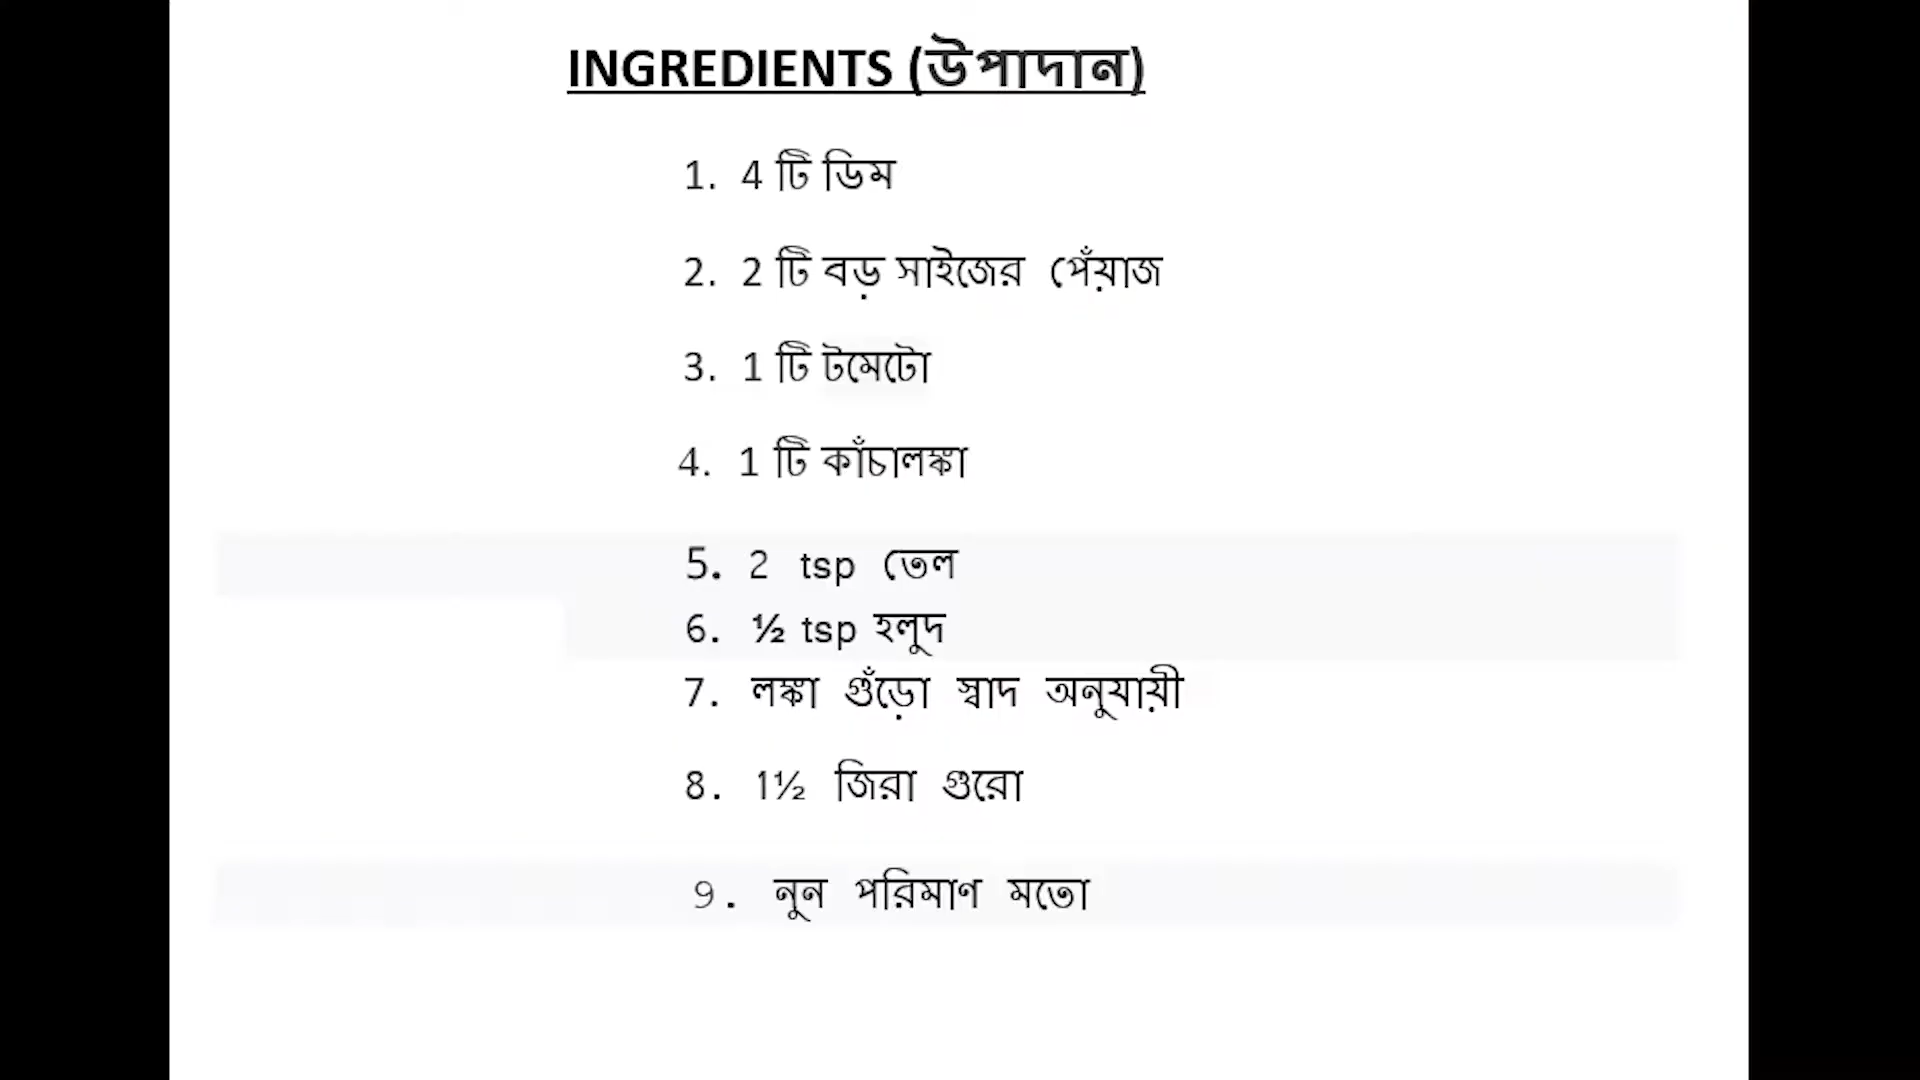 INGREDIENTS (উপাদান)
1. 4 টি ডিম
2. 2 টি বড় সাইজের পেঁয়াজ
3. 1 টি টমেটো
4. 1 টি কাঁচালঙ্কা
5. 2 tsp তেল
6. ½ tsp হলুদ
7. লঙ্কা গুঁড়ো স্বাদ অনুযায়ী
8. 1½ জিরা গুরো
9. নুন পরিমাণ মতো